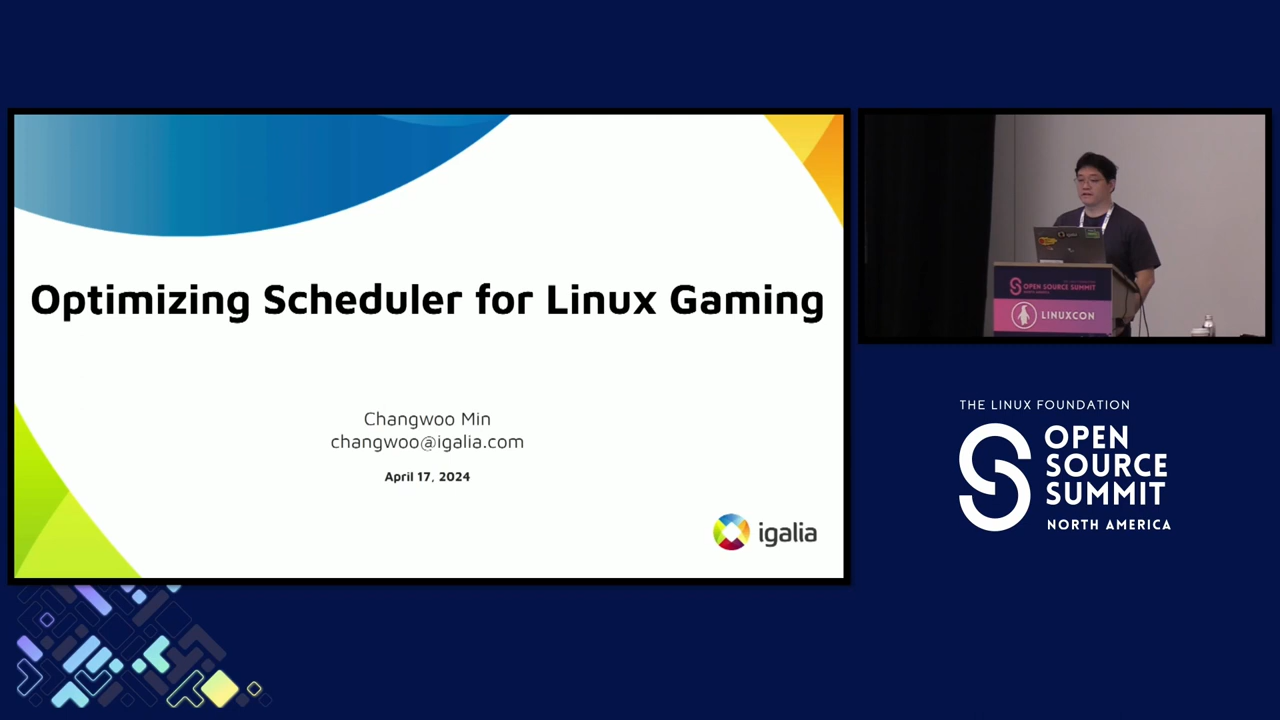 Optimizing Scheduler for Linux Gaming
Changwoo Min
changwoo@igalia.com
April 17, 2024
igalia
OPEN SOURCE SUMMIT
LINUXCON
THE LINUX FOUNDATION
OPEN
SOURCE
SUMMIT
NORTH AMERICA